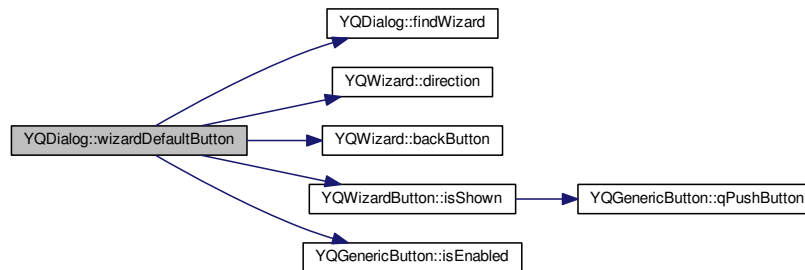 YQDialog::findWizard
YQWizard::direction
YQDialog::wizardDefaultButton
YQWizard::backButton
YQWizardButton::isShown
YQGenericButton::qPushButton
YQGenericButton::isEnabled